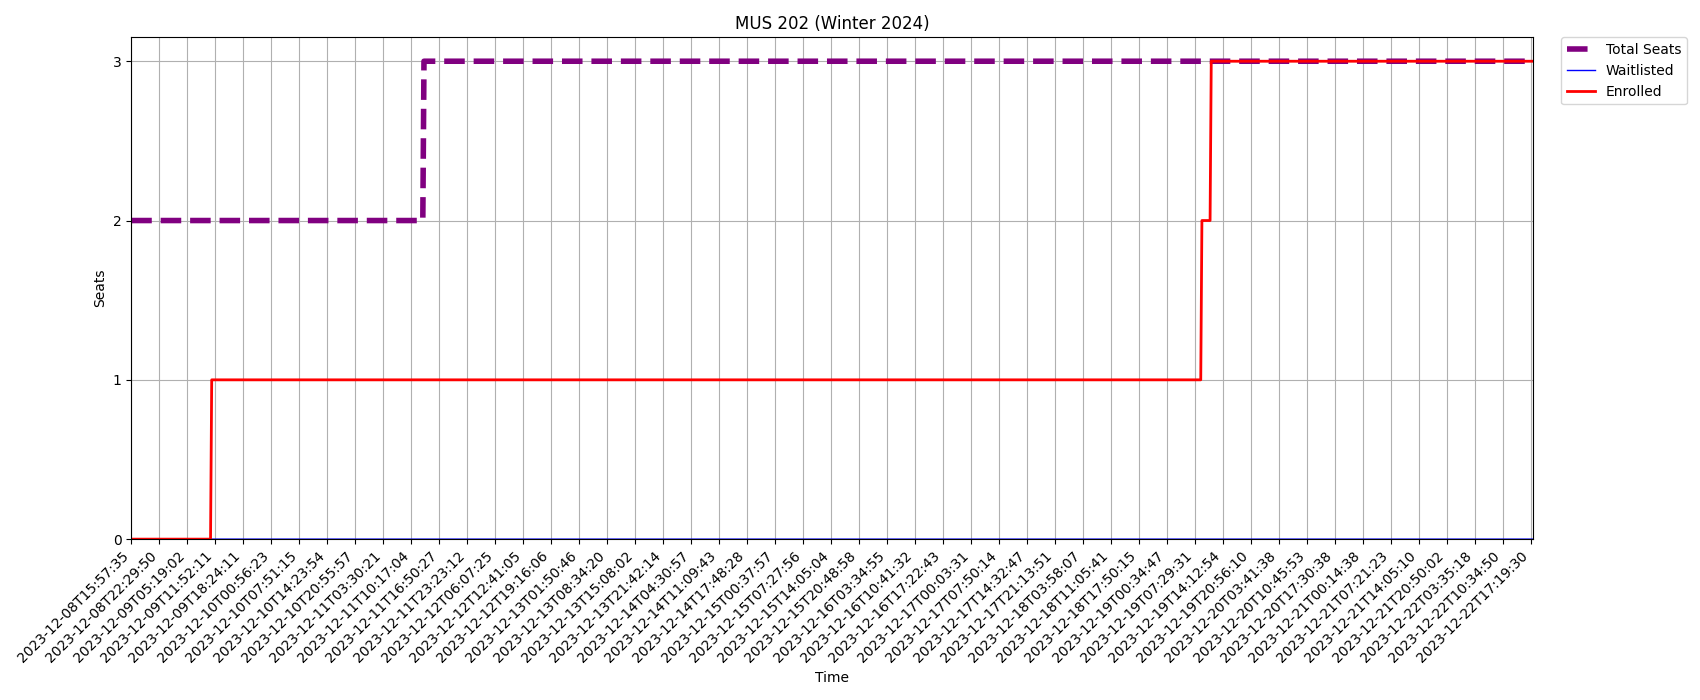 MUS 202 (Winter 2024)
Total Seats
Waitlisted
Enrolled
Seats
3
2
1
0
2023-12-08T15:57:35
2023-12-08T22:29:50
2023-12-09T05:19:02
2023-12-09T11:52:11
2023-12-09T18:24:11
2023-12-10T00:56:23
2023-12-10T07:51:15
2023-12-10T14:23:54
2023-12-10T20:55:57
2023-12-11T03:30:21
2023-12-11T10:17:04
2023-12-11T16:50:27
2023-12-11T23:23:12
2023-12-12T06:07:25
2023-12-12T12:41:05
2023-12-12T19:16:06
2023-12-13T01:50:46
2023-12-13T08:34:20
2023-12-13T15:08:02
2023-12-13T21:42:14
2023-12-14T04:30:57
2023-12-14T11:09:43
2023-12-14T17:48:28
2023-12-15T00:37:57
2023-12-15T07:27:56
2023-12-15T14:05:04
2023-12-15T20:48:58
2023-12-16T03:34:55
2023-12-16T10:41:32
2023-12-16T17:22:43
2023-12-17T00:03:31
2023-12-17T07:50:14
2023-12-17T14:32:47
2023-12-17T21:13:51
2023-12-18T03:58:07
2023-12-18T11:05:41
2023-12-18T17:50:15
2023-12-19T00:34:47
2023-12-19T07:29:31
2023-12-19T14:12:54
2023-12-19T20:56:10
2023-12-20T03:41:38
2023-12-20T10:45:53
2023-12-20T17:30:38
2023-12-21T00:14:38
2023-12-21T07:21:23
2023-12-21T14:05:10
2023-12-21T20:50:02
2023-12-22T03:35:18
2023-12-22T10:34:50
2023-12-22T17:19:30
Time